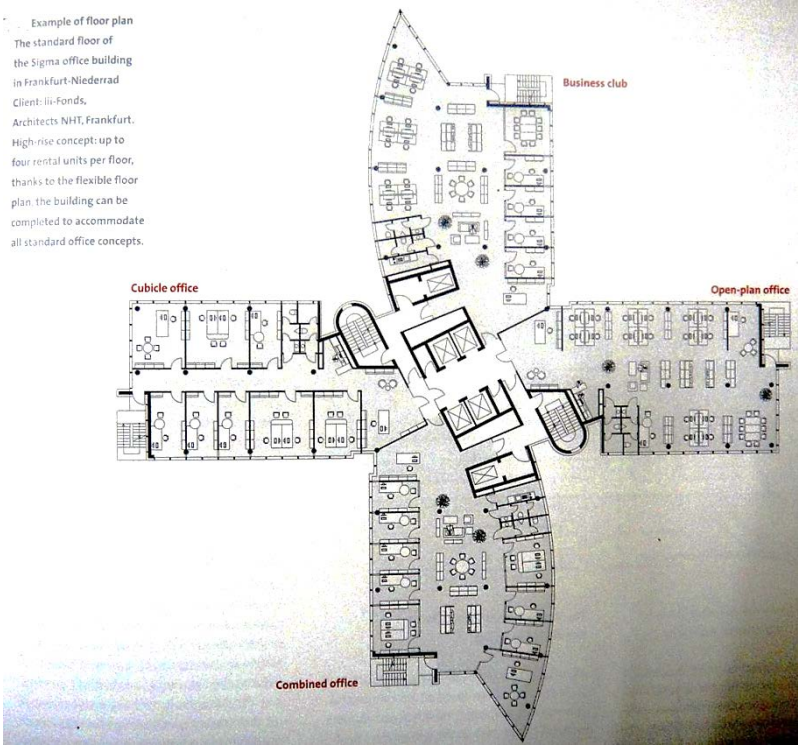 Example of floor plan
The standard floor of
the Sigma office building
in Frankfurt-Niederrad
Client: lii-Fonds,
Architects NHT, Frankfurt.
High-rise concept: up to
four rental units per floor,
thanks to the flexible floor
plan, the building can be
completed to accommodate
all standard office concepts.
Business club
Cubicle office
Open-plan office
Combined office